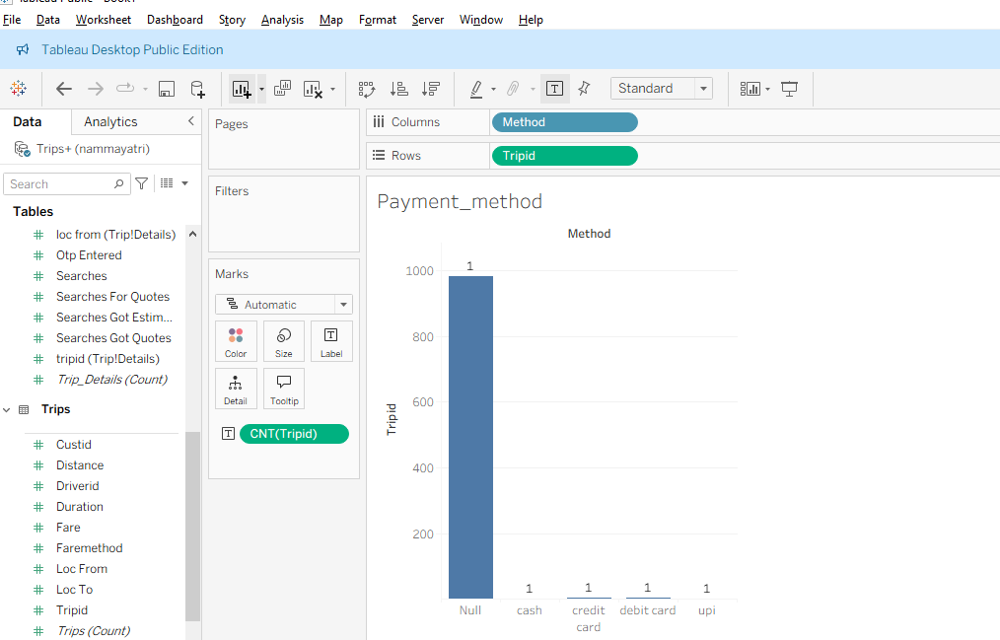 File Data Worksheet Dashboard Story Analysis Map Format Server Window Help
Tableau Desktop Public Edition
Standard
Data Analytics
Trips+ (nammayatri)
Search
Tables
loc from (Trip!Details)
Otp Entered
Searches
Searches For Quotes
Searches Got Estim...
Searches Got Quotes
tripid (Trip!Details)
Trip_Details (Count)
Trips
Custid
Distance
Driverid
Duration
Fare
Faremethod
Loc From
Loc To
Tripid
Trips (Count)
Pages
Filters
Marks
Automatic
Color Size Label
Detail Tooltip
CNT(Tripid)
Columns Method
Rows Tripid
Payment_method
Method
Tripid
1000
800
600
400
200
1 1 1 1 1
Null cash credit card debit card upi